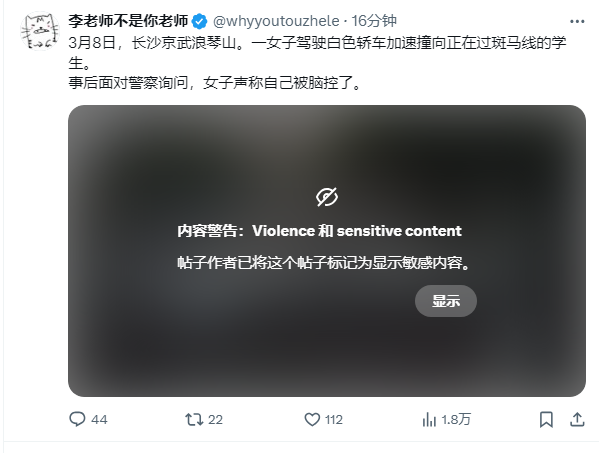 李老师不是你老师 @whyyoutouzhele · 16分钟
3月8日，长沙京武浪琴山。一女子驾驶白色轿车加速撞向正在过斑马线的学
生。
事后面对警察询问，女子声称自己被脑控了。
内容警告：Violence 和 sensitive content
帖子作者已将这个帖子标记为显示敏感内容。
显示
44 22 112 1.8万